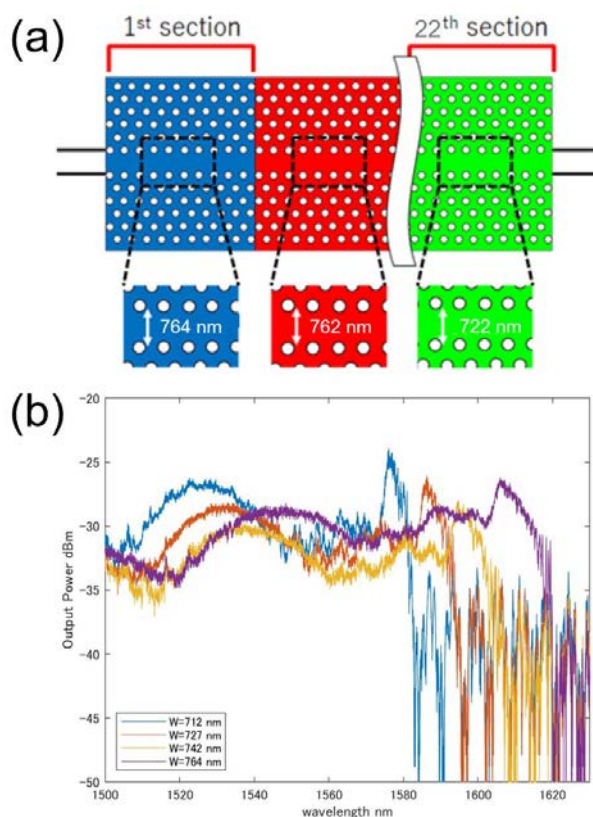 (a)
1st section
22th section
764 nm
762 nm
722 nm
(b)
-20
-25
-30
-35
-40
-45
-50
Output Power dBm
1500
1520
1540
1560
1580
1600
1620
wavelength nm
W=712 nm
W=727 nm
W=742 nm
W=764 nm